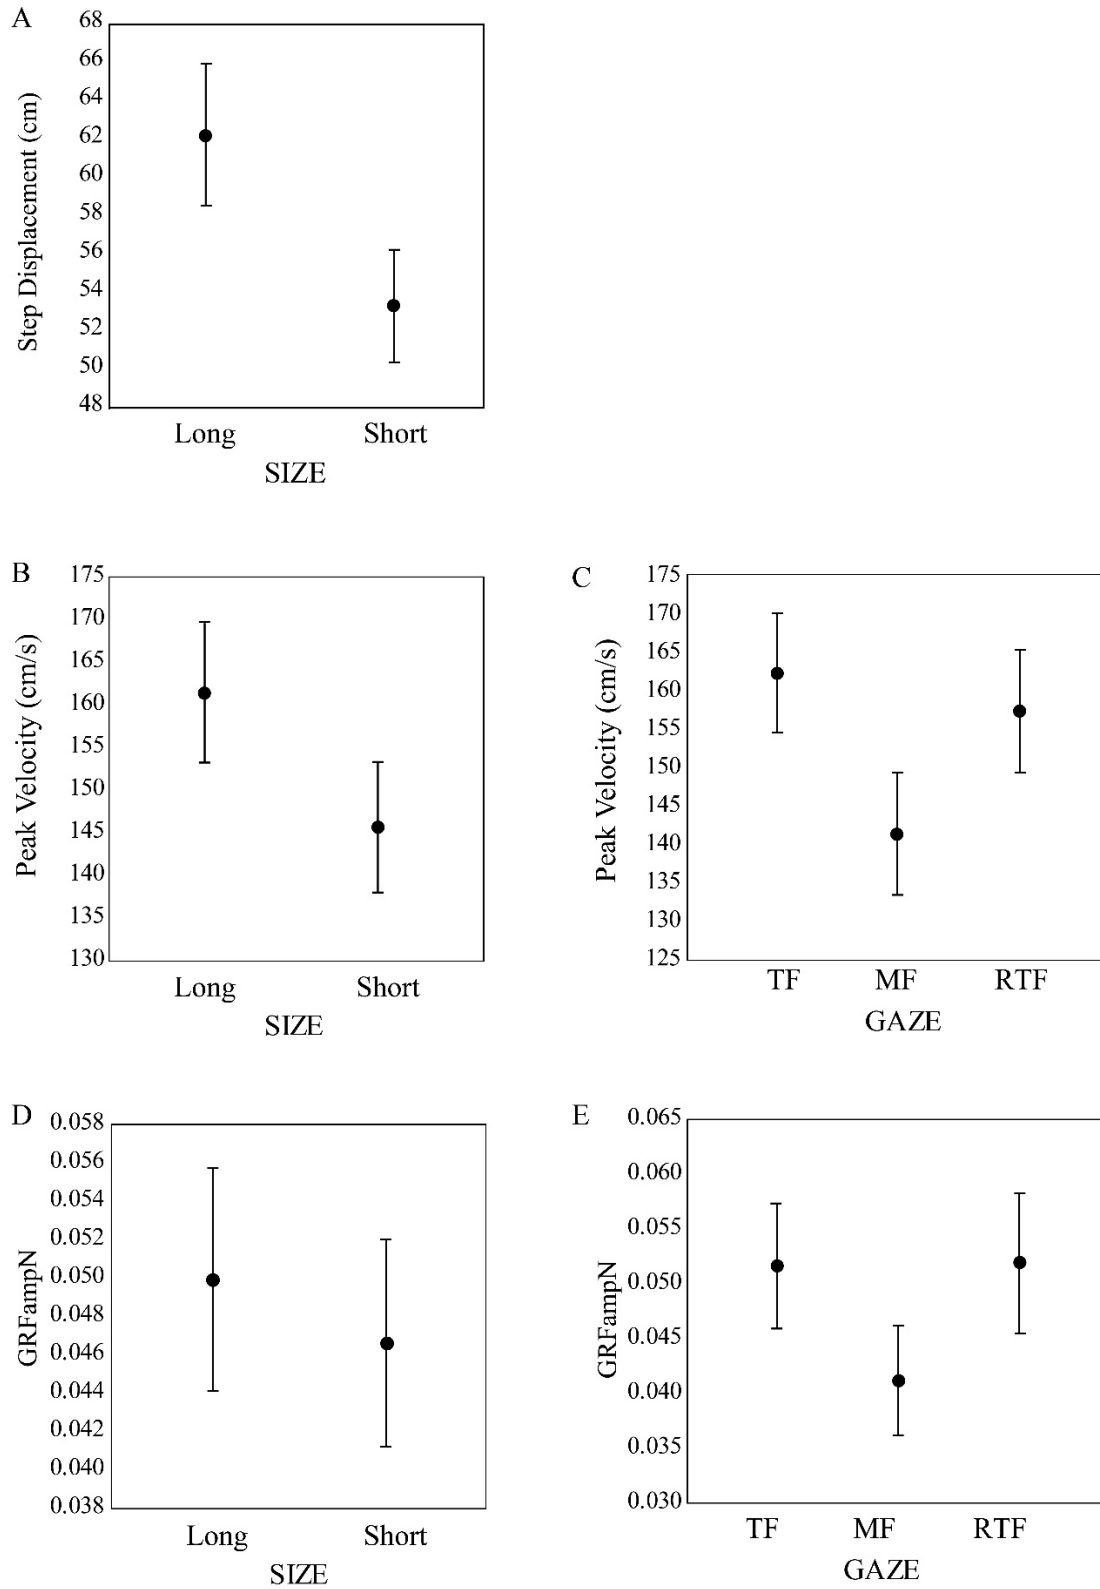 A
Step Displacement (cm)
68
66
64
62
60
58
56
54
52
50
48
Long Short
SIZE
B
Peak Velocity (cm/s)
175
170
165
160
155
150
145
140
135
130
Long Short
SIZE
C
Peak Velocity (cm/s)
175
170
165
160
155
150
145
140
135
130
125
TF MF RTF
GAZE
D
GRFampN
0.058
0.056
0.054
0.052
0.050
0.048
0.046
0.044
0.042
0.040
0.038
Long Short
SIZE
E
GRFampN
0.065
0.060
0.055
0.050
0.045
0.040
0.035
0.030
TF MF RTF
GAZE